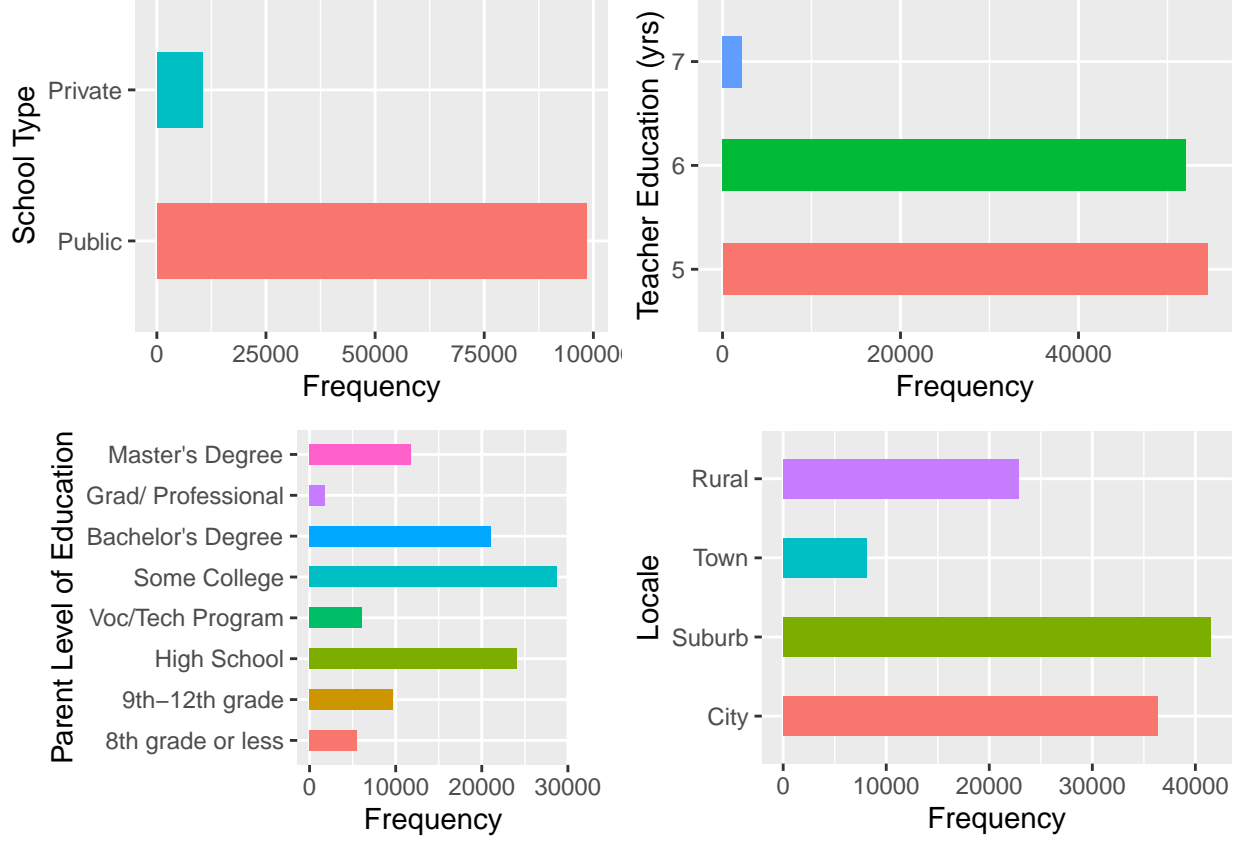 School Type
Private
Public
0 25000 50000 75000 10000
Frequency
Teacher Education (yrs)
7
6
5
0 20000 40000
Frequency
Parent Level of Education
Master's Degree
Grad/ Professional
Bachelor's Degree
Some College
Voc/Tech Program
High School
9th−12th grade
8th grade or less
0 10000 20000 30000
Frequency
Locale
Rural
Town
Suburb
City
0 10000 20000 30000 40000
Frequency